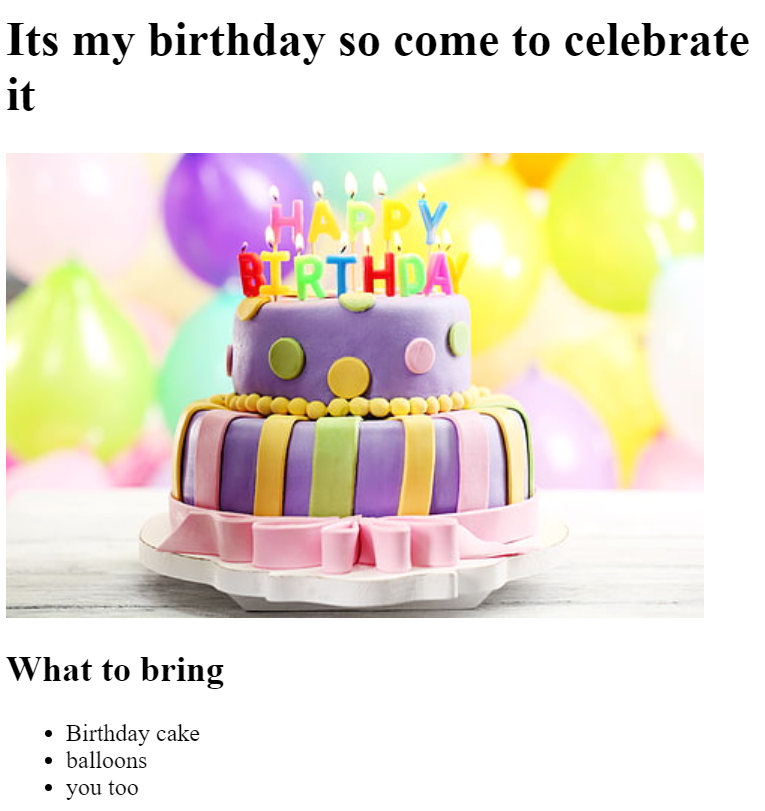 Its my birthday so come to celebrate
it
HAPPY
BIRTHDAY
What to bring
Birthday cake
balloons
you too